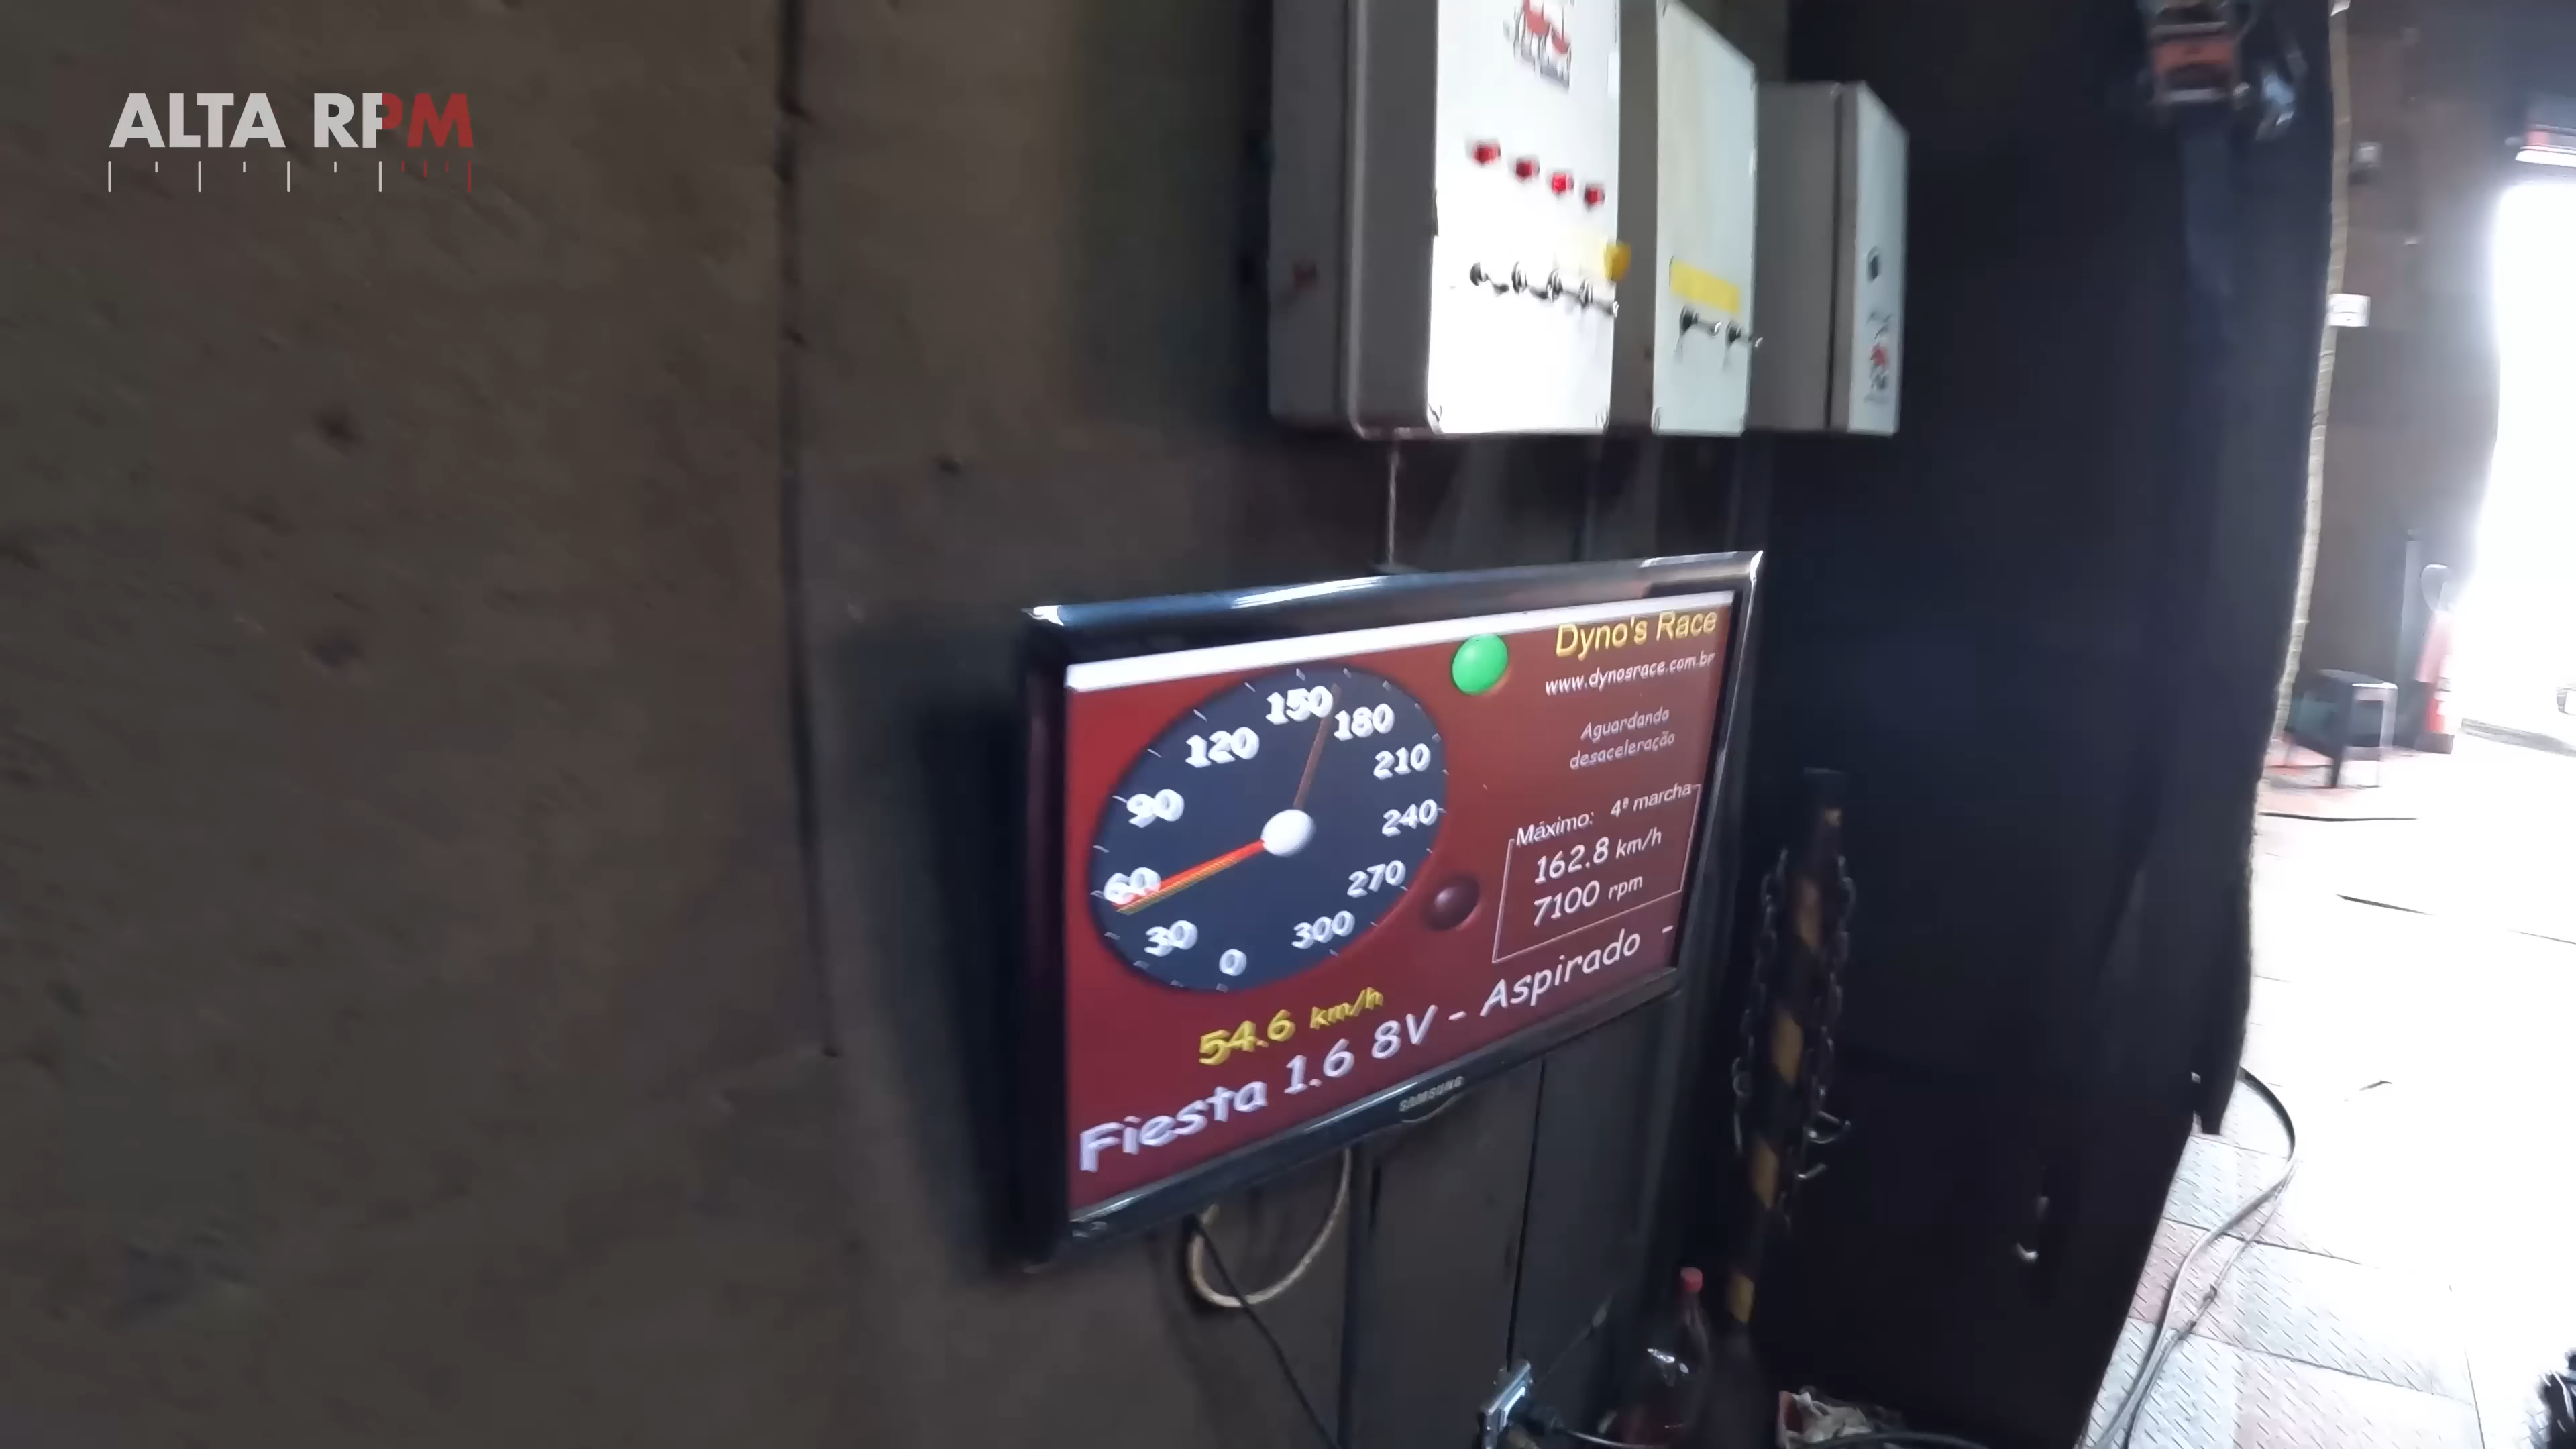 ALTA RPM
Dyno's Race
www.dynosrace.com.br
Aguardando
desaceleração
Máximo: 4ª marcha
162.8 km/h
7100 rpm
0
30
60
90
120
150
180
210
240
270
300
54.6 km/h
Fiesta 1.6 8V - Aspirado -
SAMSUNG